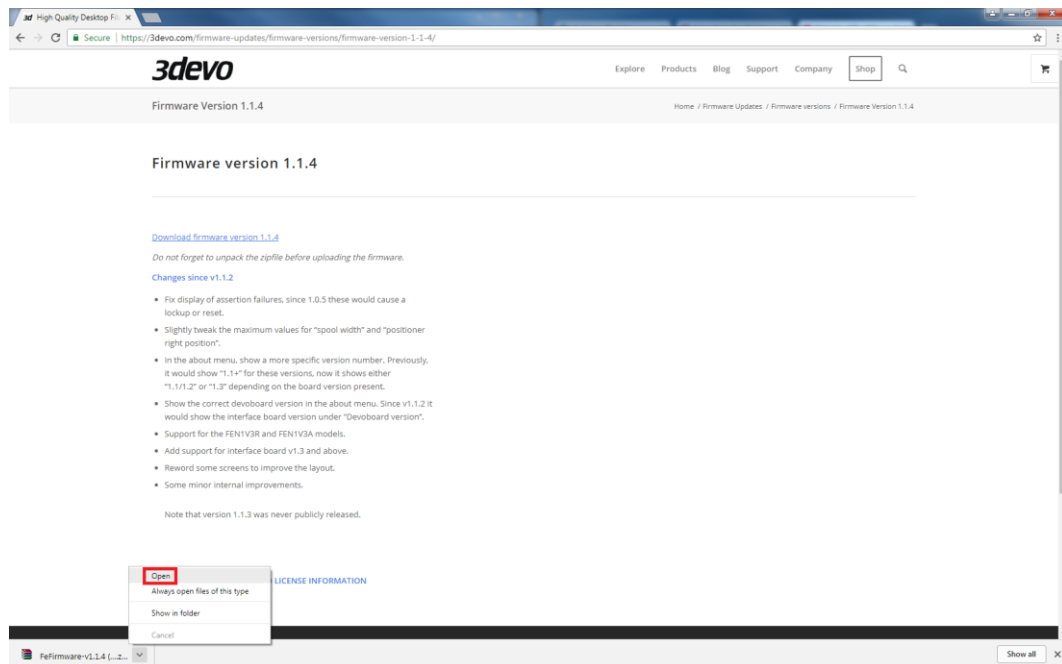 3d High Quality Desktop Fil
Secure | https://3devo.com/firmware-updates/firmware-versions/firmware-version-1-1-4/
3devo
Explore Products Blog Support Company Shop
Firmware Version 1.1.4
Home / Firmware Updates / Firmware versions / Firmware Version 1.1.4
Firmware version 1.1.4
Download firmware version 1.1.4
Do not forget to unpack the zipfile before uploading the firmware.
Changes since v1.1.2
• Fix display of assertion failures, since 1.0.5 these would cause a
lockup or reset.
• Slightly tweak the maximum values for "spool width" and "positioner
right position".
• In the about menu, show a more specific version number. Previously,
it would show "1.1+" for these versions, now it shows either
"1.1/1.2" or "1.3" depending on the board version present.
• Show the correct devoboard version in the about menu. Since v1.1.2 it
would show the interface board version under "Devoboard version".
• Support for the FEN1V3R and FEN1V3A models.
• Add support for interface board v1.3 and above.
• Reword some screens to improve the layout.
• Some minor internal improvements.
Note that version 1.1.3 was never publicly released.
LICENSE INFORMATION
Open
Always open files of this type
Show in folder
Cancel
FeFirmware-v1.1.4 (....z...
Show all